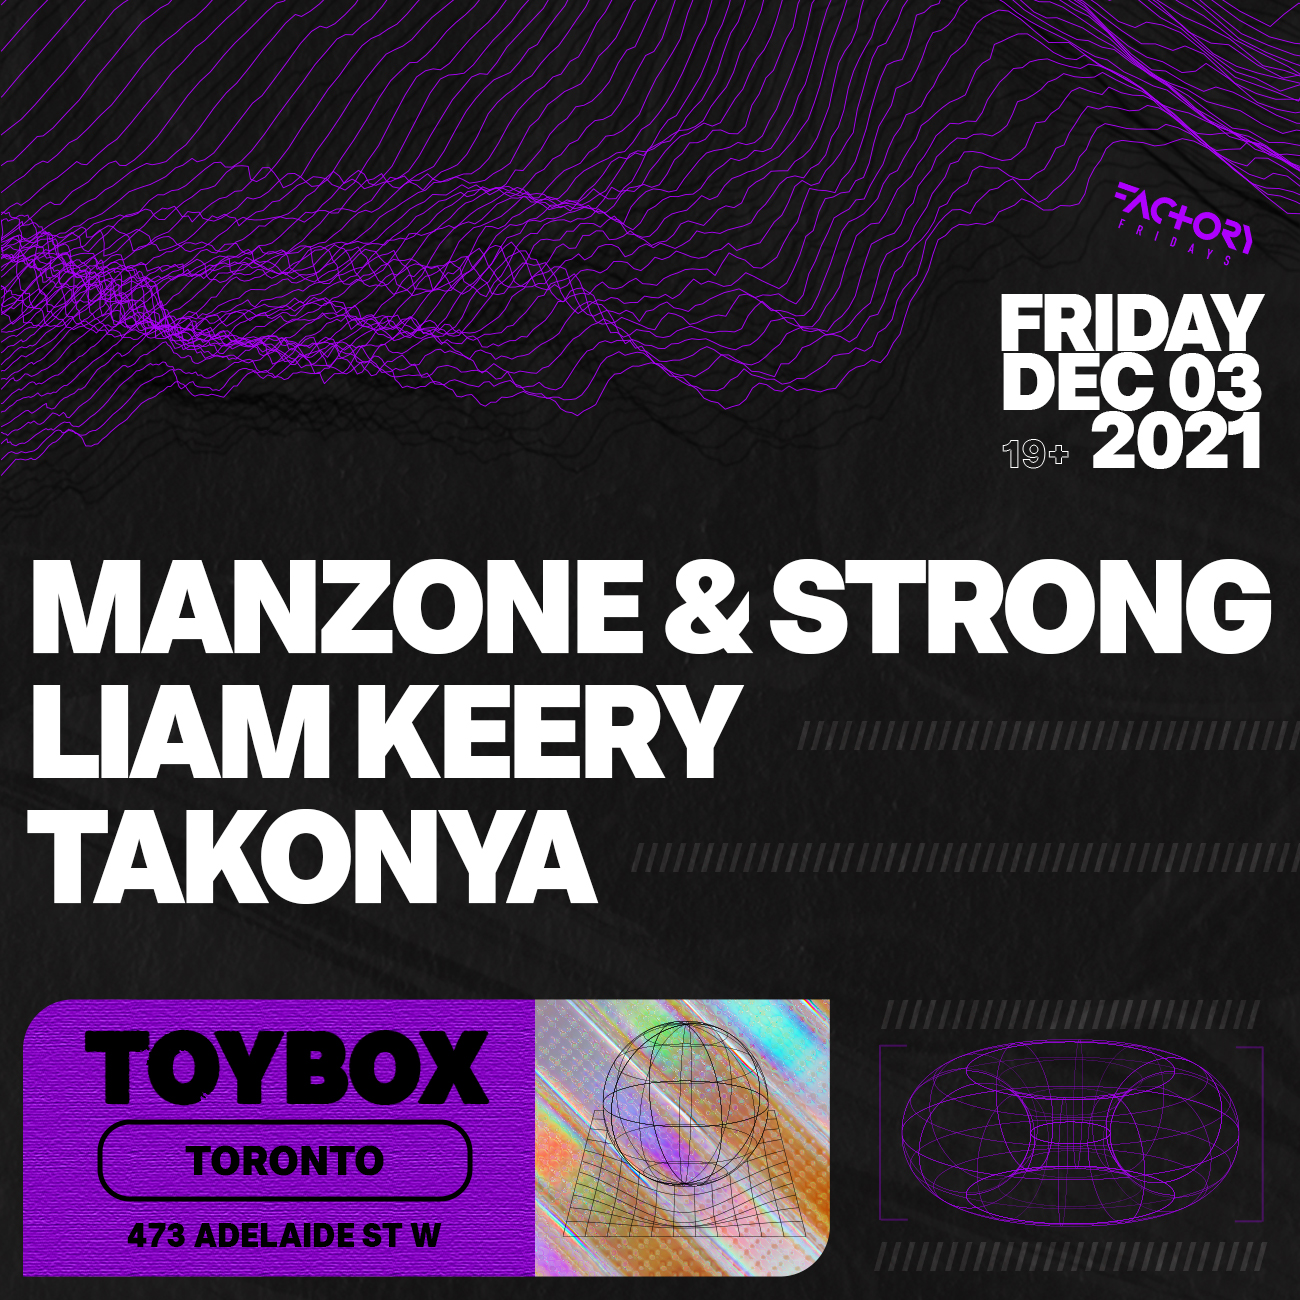 FACTORY
FRIDAYS
FRIDAY
DEC 03
19+ 2021
MANZONE & STRONG
LIAM KEERY
TAKONYA
TOYBOX
TORONTO
473 ADELAIDE ST W